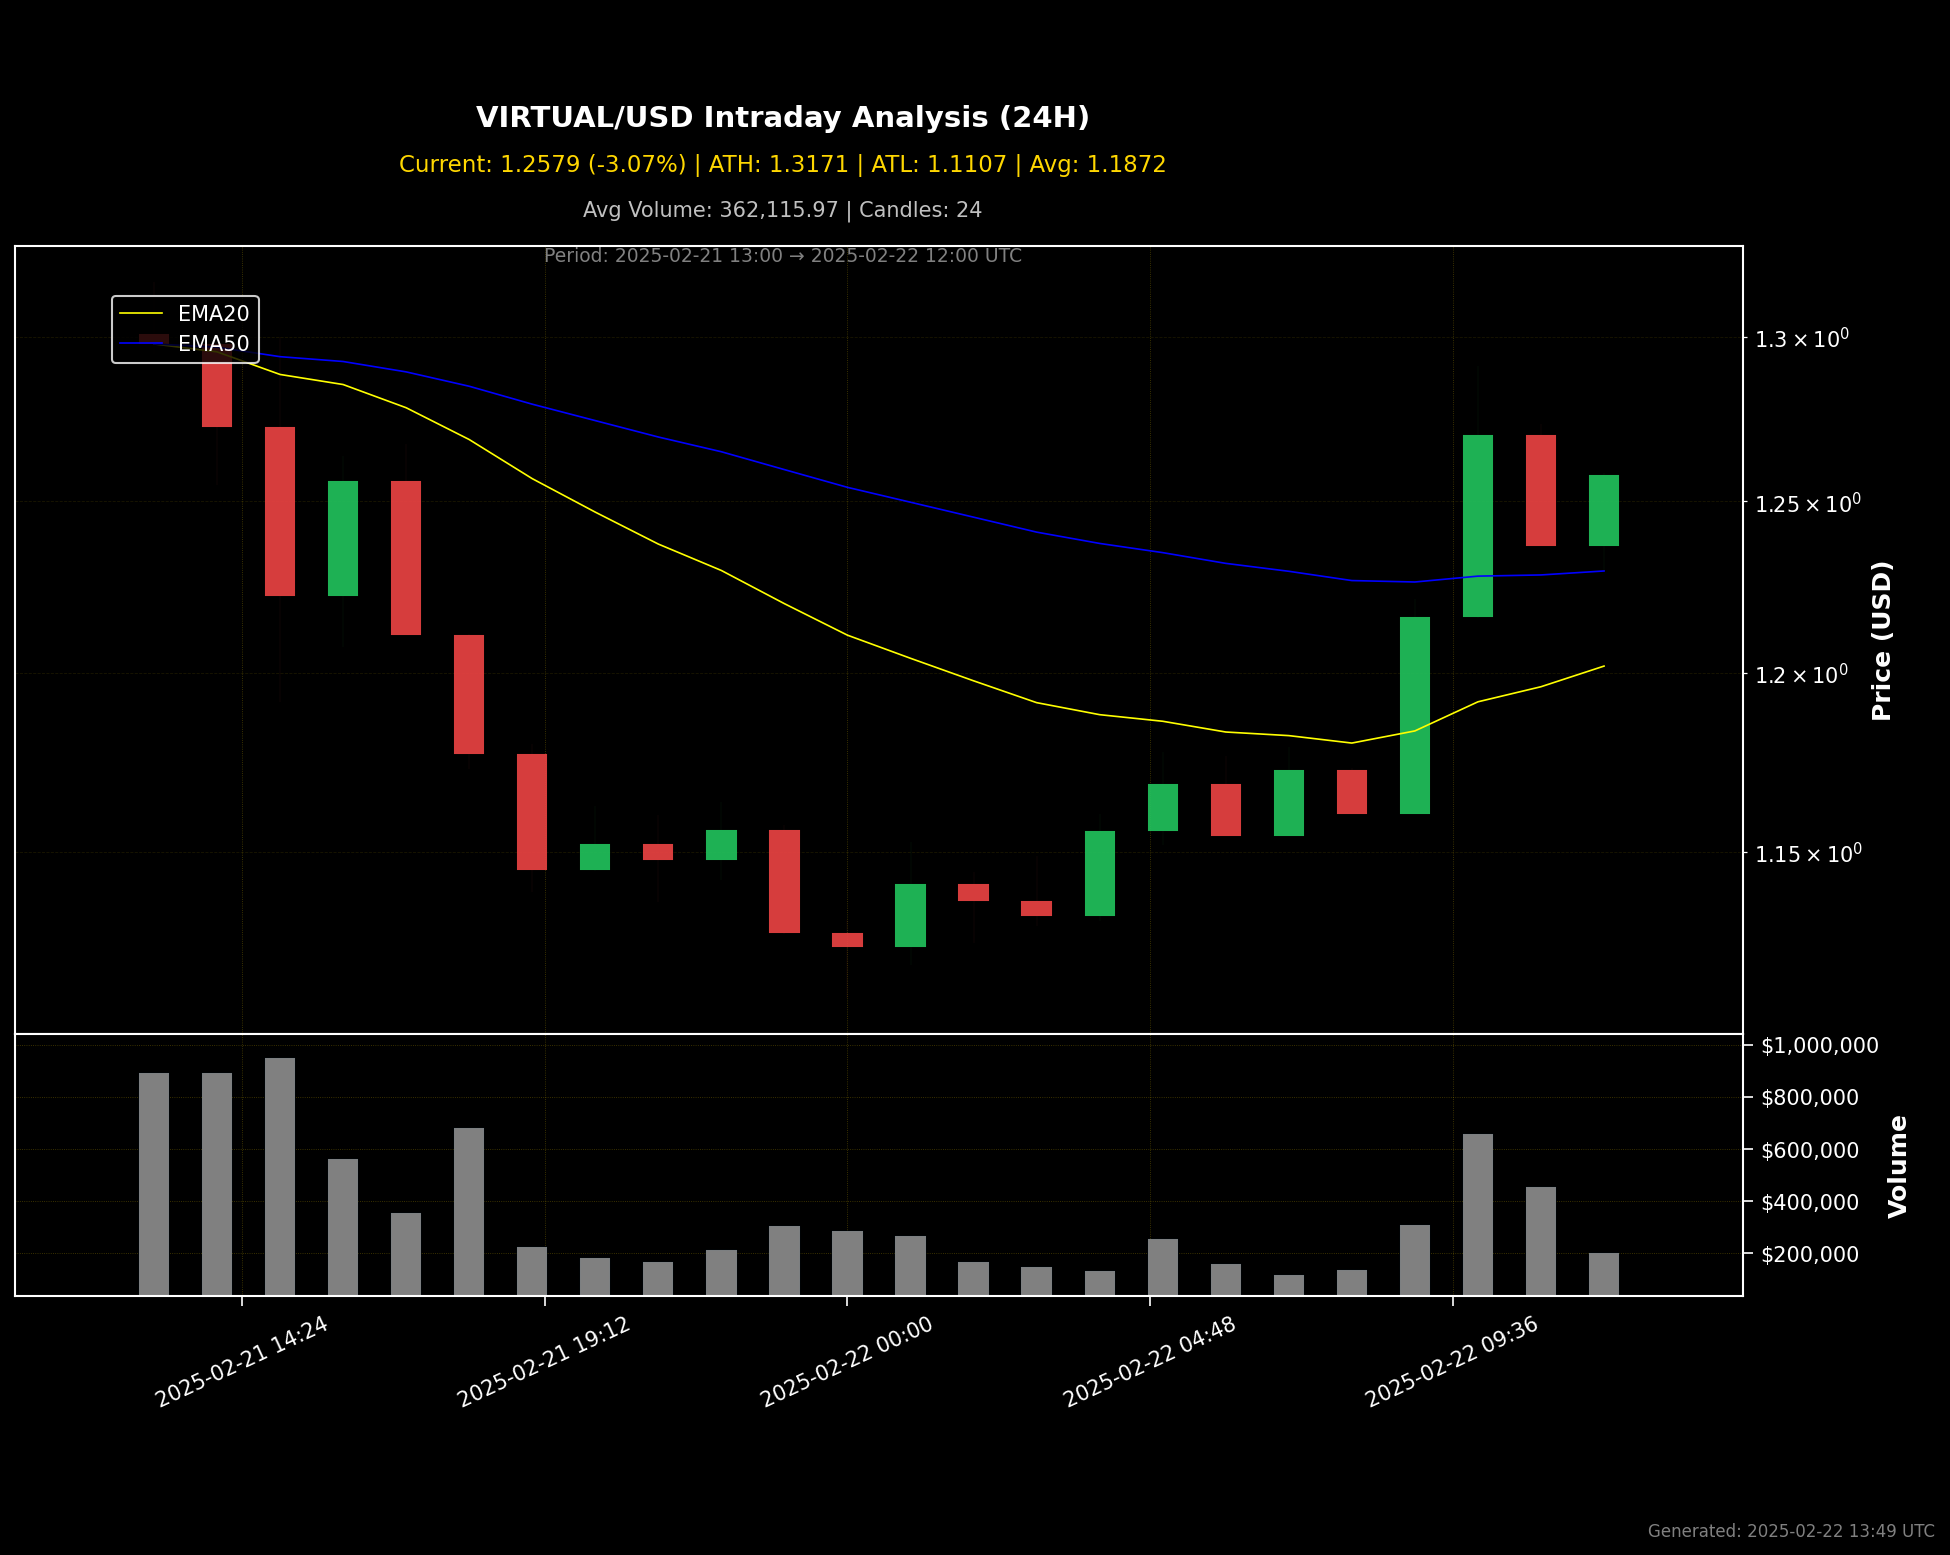 VIRTUAL/USD Intraday Analysis (24H)
Current: 1.2579 (-3.07%) | ATH: 1.3171 | ATL: 1.1107 | Avg: 1.1872
Avg Volume: 362,115.97 | Candles: 24
Period: 2025-02-21 13:00 → 2025-02-22 12:00 UTC
EMA20
EMA50
1.3 × 10⁰
1.25 × 10⁰
1.2 × 10⁰
1.15 × 10⁰
Price (USD)
$1,000,000
$800,000
$600,000
$400,000
$200,000
Volume
2025-02-21 14:24
2025-02-21 19:12
2025-02-22 00:00
2025-02-22 04:48
2025-02-22 09:36
Generated: 2025-02-22 13:49 UTC